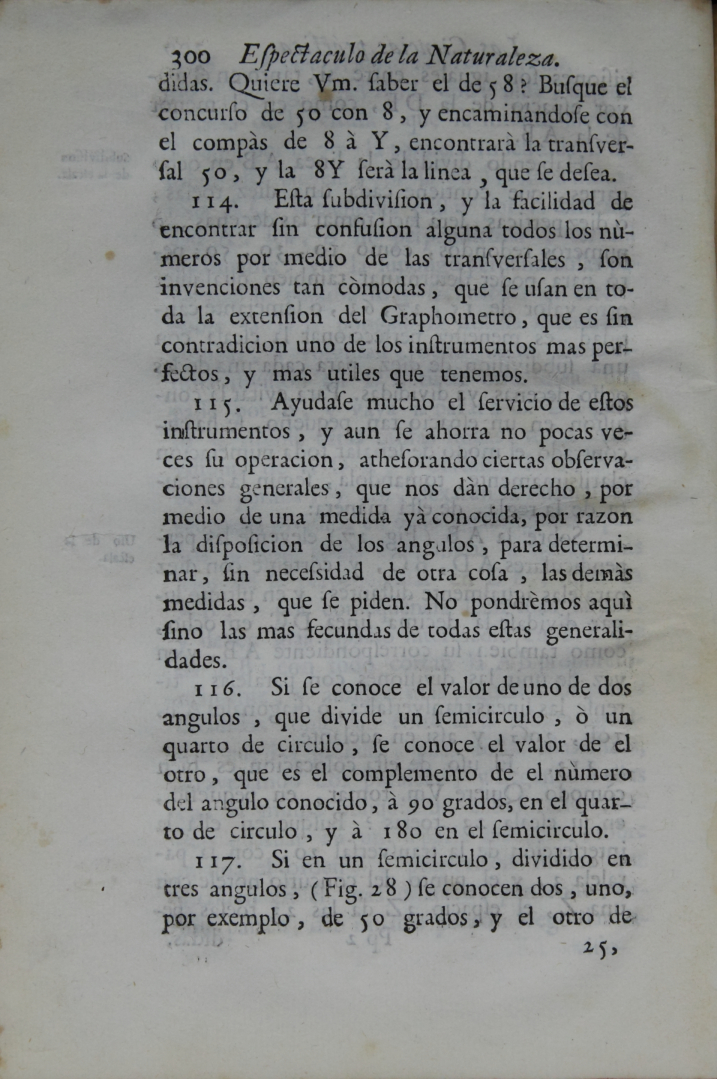 300 Eſpectaculo de la Naturaleza.
didas. Quiere Vm. ſaber el de 58? Buſque el
concurſo de 50 con 8, y encaminandoſe con
el compàs de 8 à Y, encontrarà la tranſver-
ſal 50, y la 8Y ſerà la linea, que ſe deſea.
114. Eſta ſubdiviſion, y la facilidad de
encontrar ſin confuſion alguna todos los nù-
meros por medio de las tranſverſales, ſon
invenciones tan còmodas, que ſe uſan en to-
da la extenſion del Graphometro, que es ſin
contradicion uno de los inſtrumentos mas per-
fectos, y mas utiles que tenemos.
115. Ayudaſe mucho el ſervicio de eſtos
inſtrumentos, y aun ſe ahorra no pocas ve-
ces ſu operacion, atheſorando ciertas obſerva-
ciones generales, que nos dàn derecho, por
medio de una medida yà conocida, por razon
la diſpoſicion de los angulos, para determi-
nar, ſin neceſsidad de otra coſa, las demàs
medidas, que ſe piden. No pondrèmos aquì
ſino las mas fecundas de todas eſtas generali-
dades.
116. Si ſe conoce el valor de uno de dos
angulos, que divide un ſemicirculo, ò un
quarto de circulo, ſe conoce el valor de el
otro, que es el complemento de el nùmero
del angulo conocido, à 90 grados, en el quar-
to de circulo, y à 180 en el ſemicirculo.
117. Si en un ſemicirculo, dividido en
tres angulos, (Fig. 28) ſe conocen dos, uno,
por exemplo, de 50 grados, y el otro de
25,